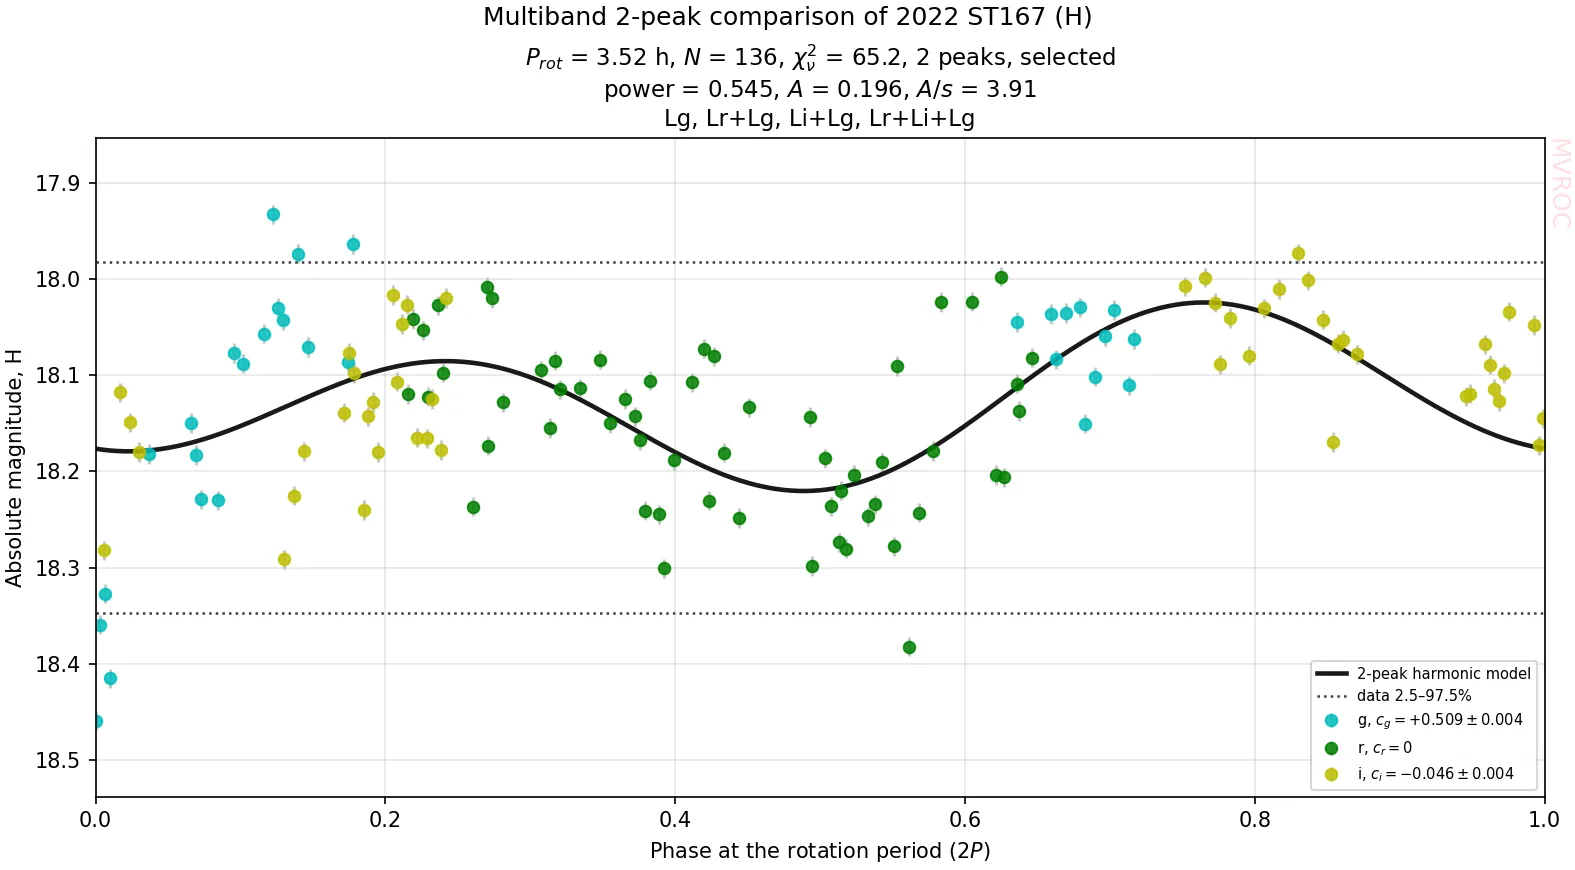 Multiband 2-peak comparison of 2022 ST167 (H)
P_rot = 3.52 h, N = 136, χ²_ν = 65.2, 2 peaks, selected
power = 0.545, A = 0.196, A/s = 3.91
Lg, Lr+Lg, Li+Lg, Lr+Li+Lg
MVROC
Absolute magnitude, H
17.9
18.0
18.1
18.2
18.3
18.4
18.5
2-peak harmonic model
data 2.5–97.5%
g, c_g = +0.509 ± 0.004
r, c_r = 0
i, c_i = −0.046 ± 0.004
0.0 0.2 0.4 0.6 0.8 1.0
Phase at the rotation period (2P)